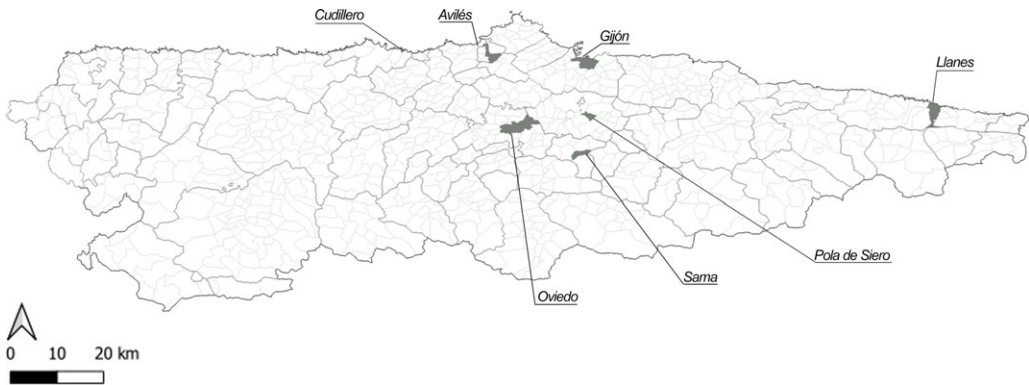 Cudillero
Avilés
Gijón
Llanes
Pola de Siero
Sama
Oviedo
0 10 20 km